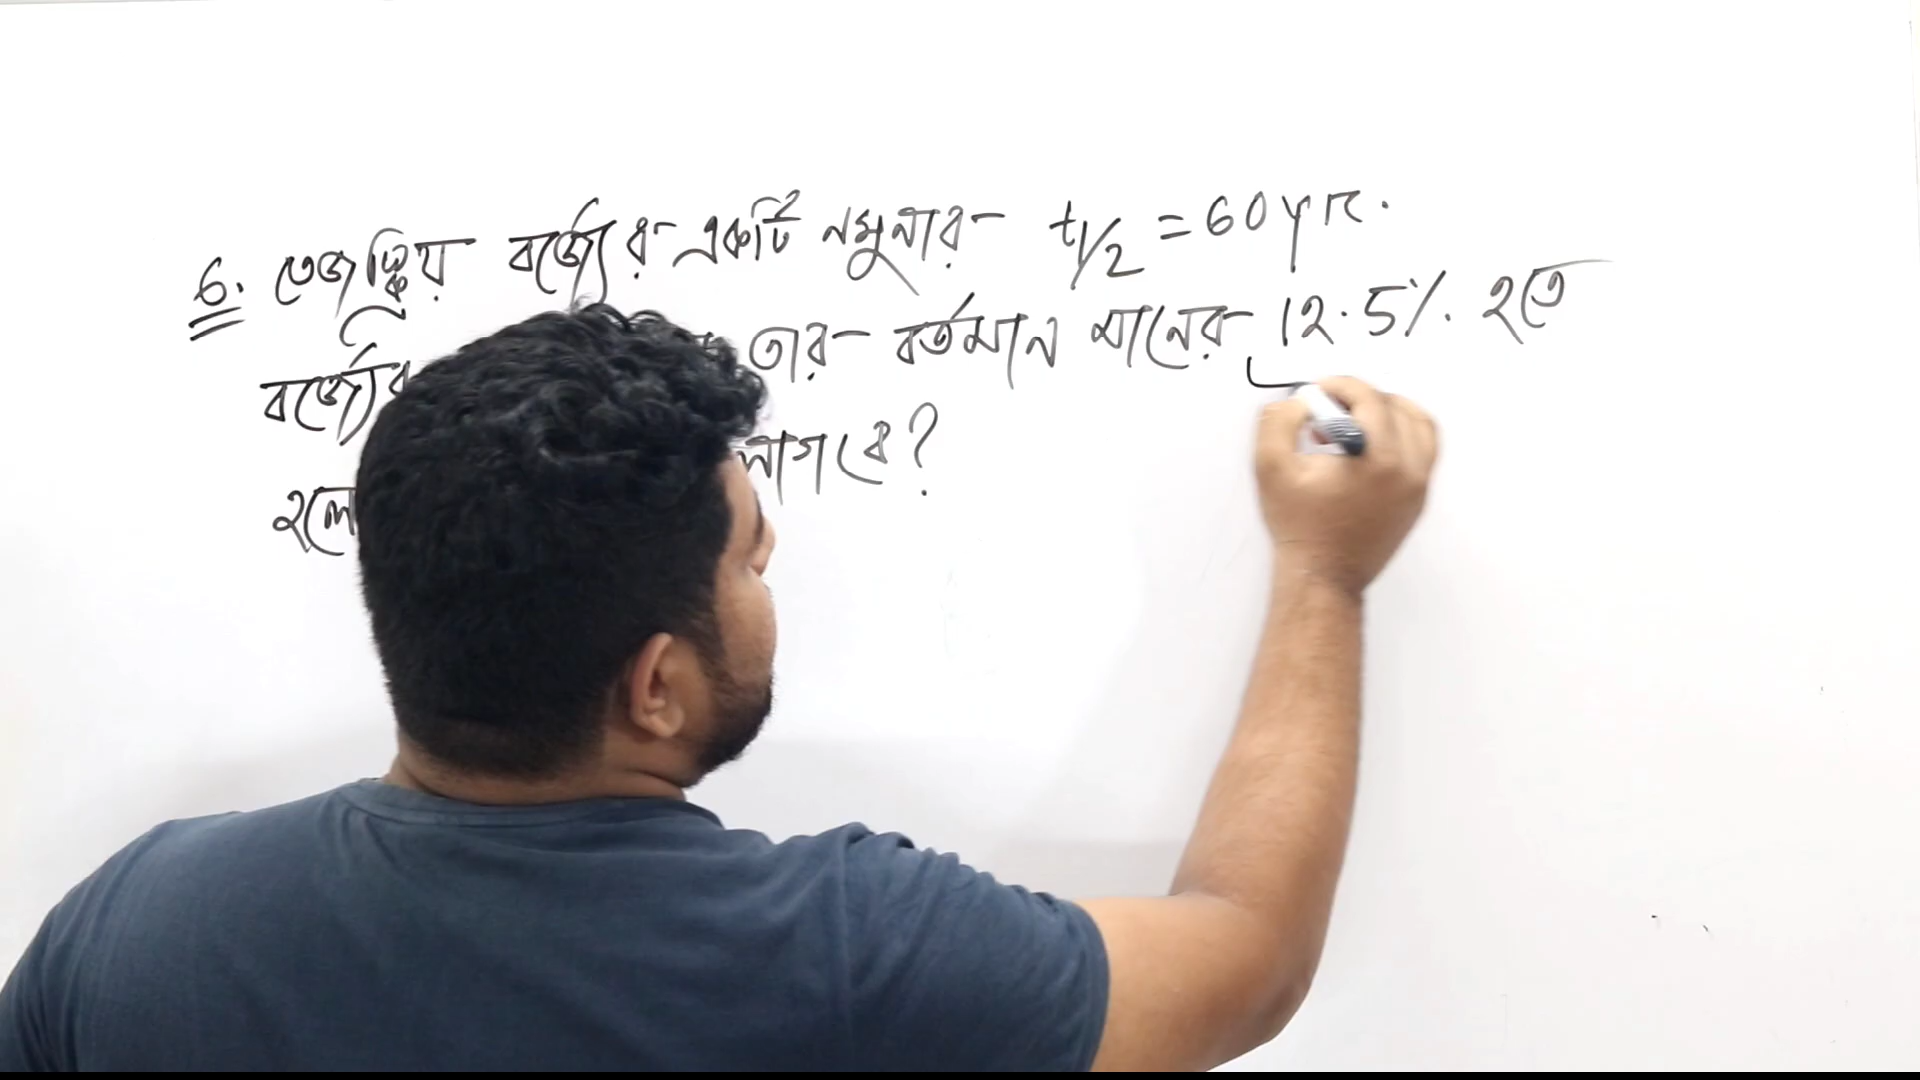 6. তেজস্ক্রিয় বর্জ্যের একটি নমুনার t1/2 = 60 yr.
বর্জ্যের তার বর্তমান মানের 12.5% হতে
হলে লাগবে?